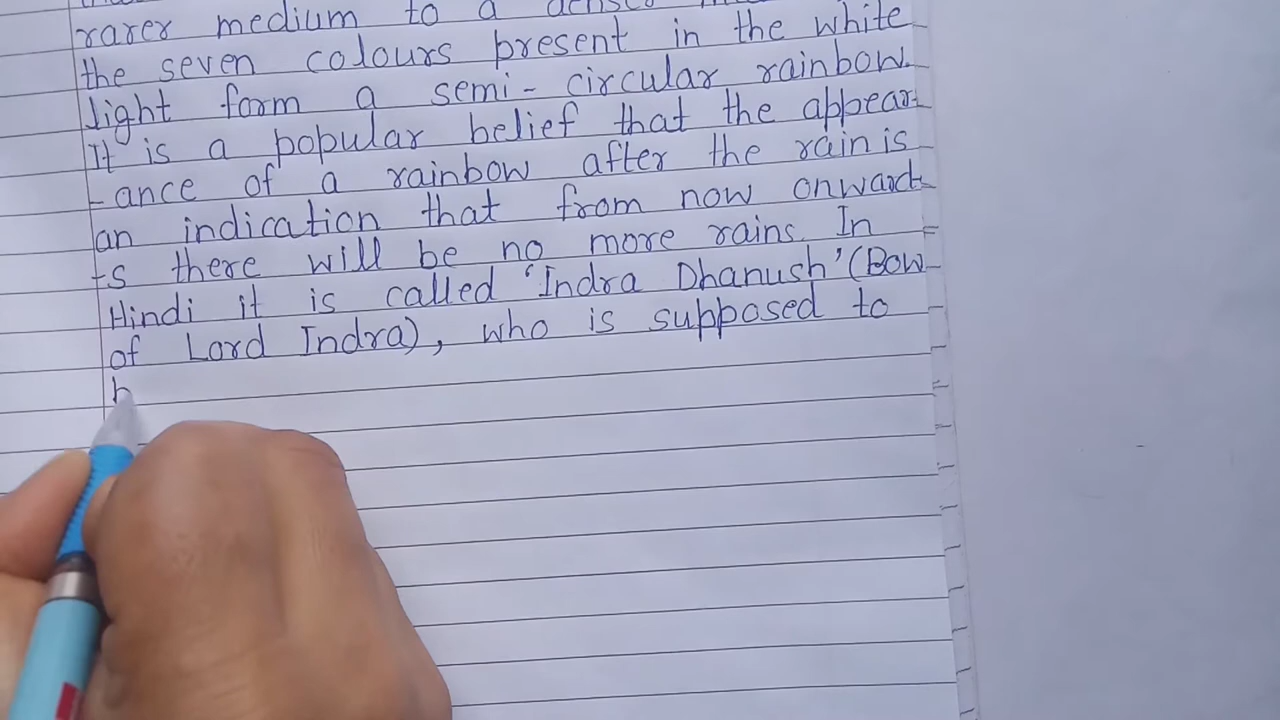 rarer medium to a denser
the seven colours present in the white
light form a semi-circular rainbow.
It is a popular belief that the appear-
-ance of a rainbow after the rain is
an indication that from now onward-
-s there will be no more rains. In
Hindi it is called 'Indra Dhanush' (Bow
of Lord Indra), who is supposed to
b